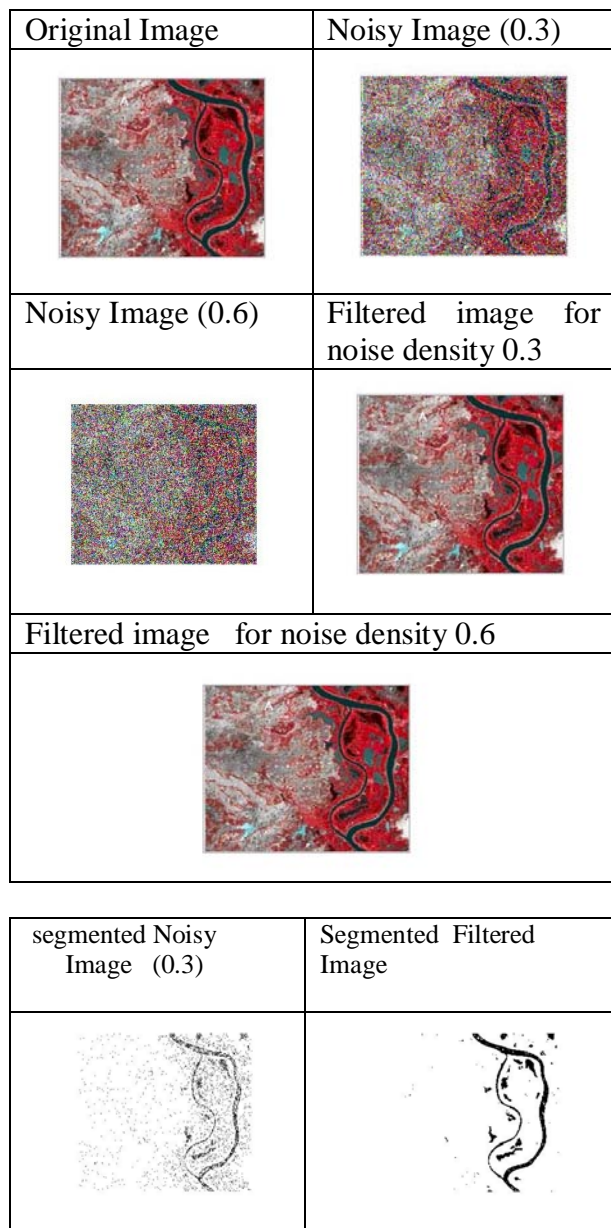 Original Image
Noisy Image (0.3)
Noisy Image (0.6)
Filtered image for
noise density 0.3
Filtered image for noise density 0.6
segmented Noisy
Image (0.3)
Segmented Filtered
Image